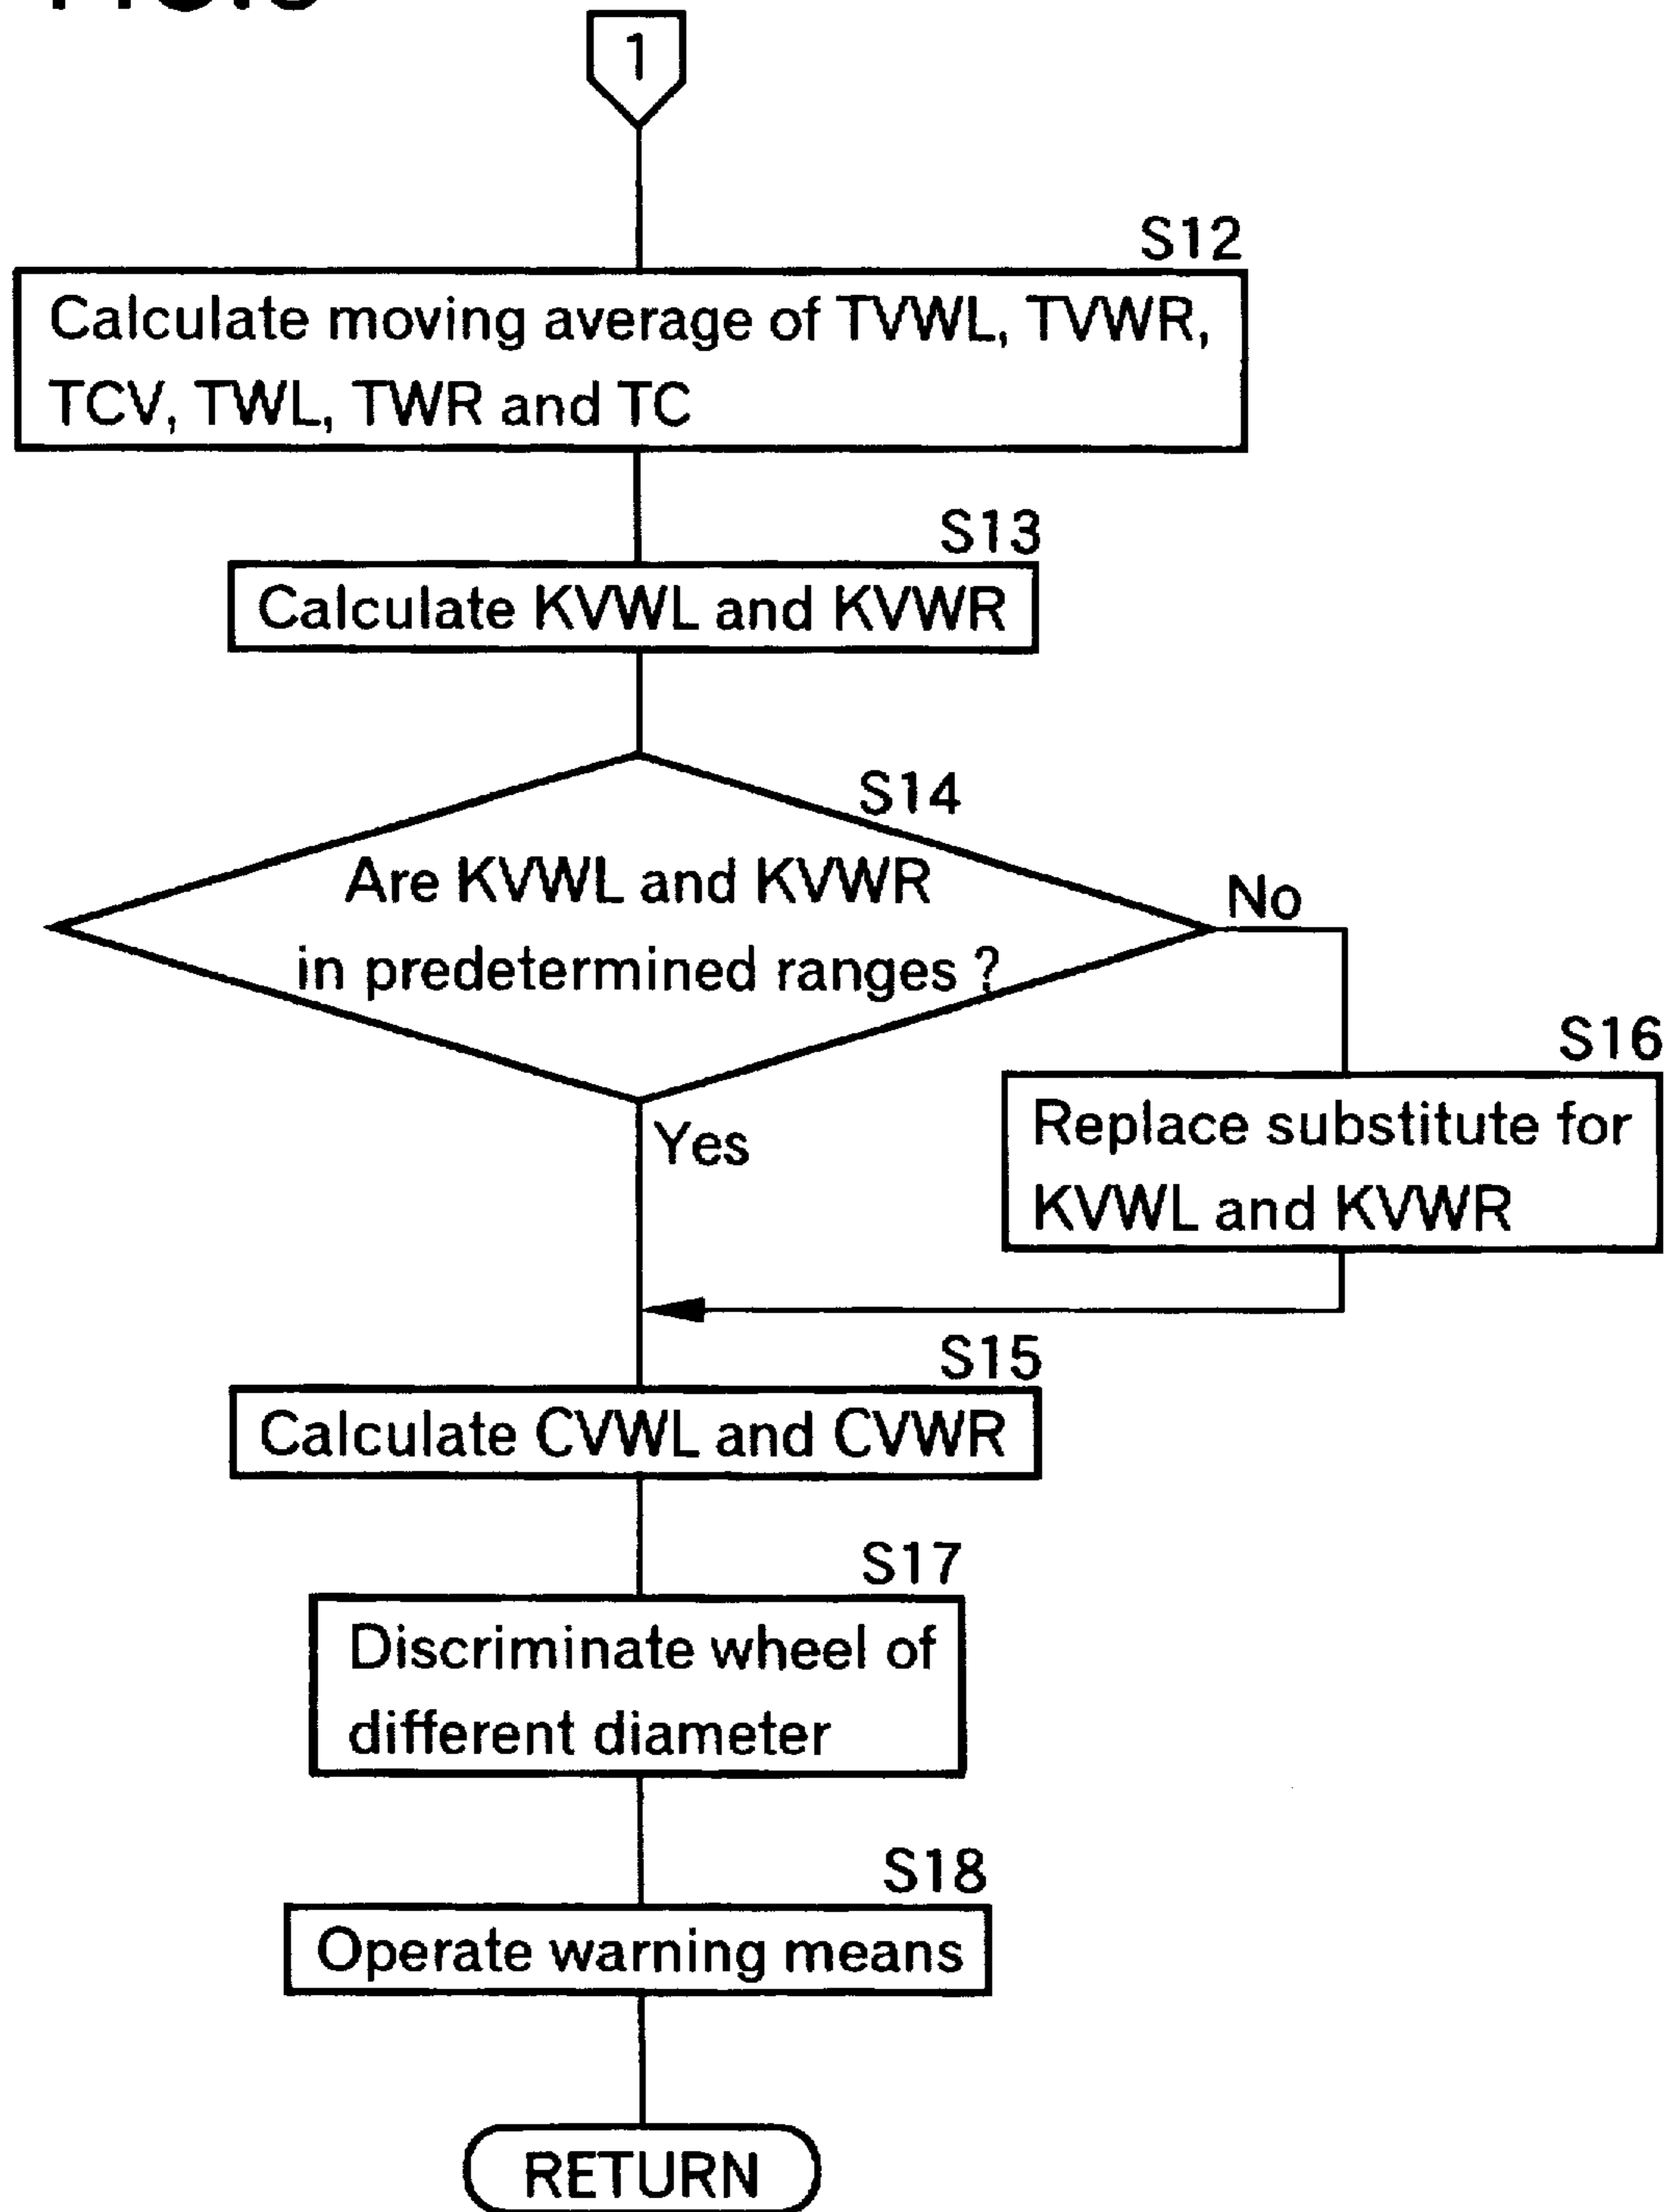 1
S12
Calculate moving average of TVWL, TVWR,
TCV, TWL, TWR and TC
S13
Calculate KVWL and KVWR
S14
Are KVWL and KVWR
in predetermined ranges ?
No
Yes
S16
Replace substitute for
KVWL and KVWR
S15
Calculate CVWL and CVWR
S17
Discriminate wheel of
different diameter
S18
Operate warning means
RETURN